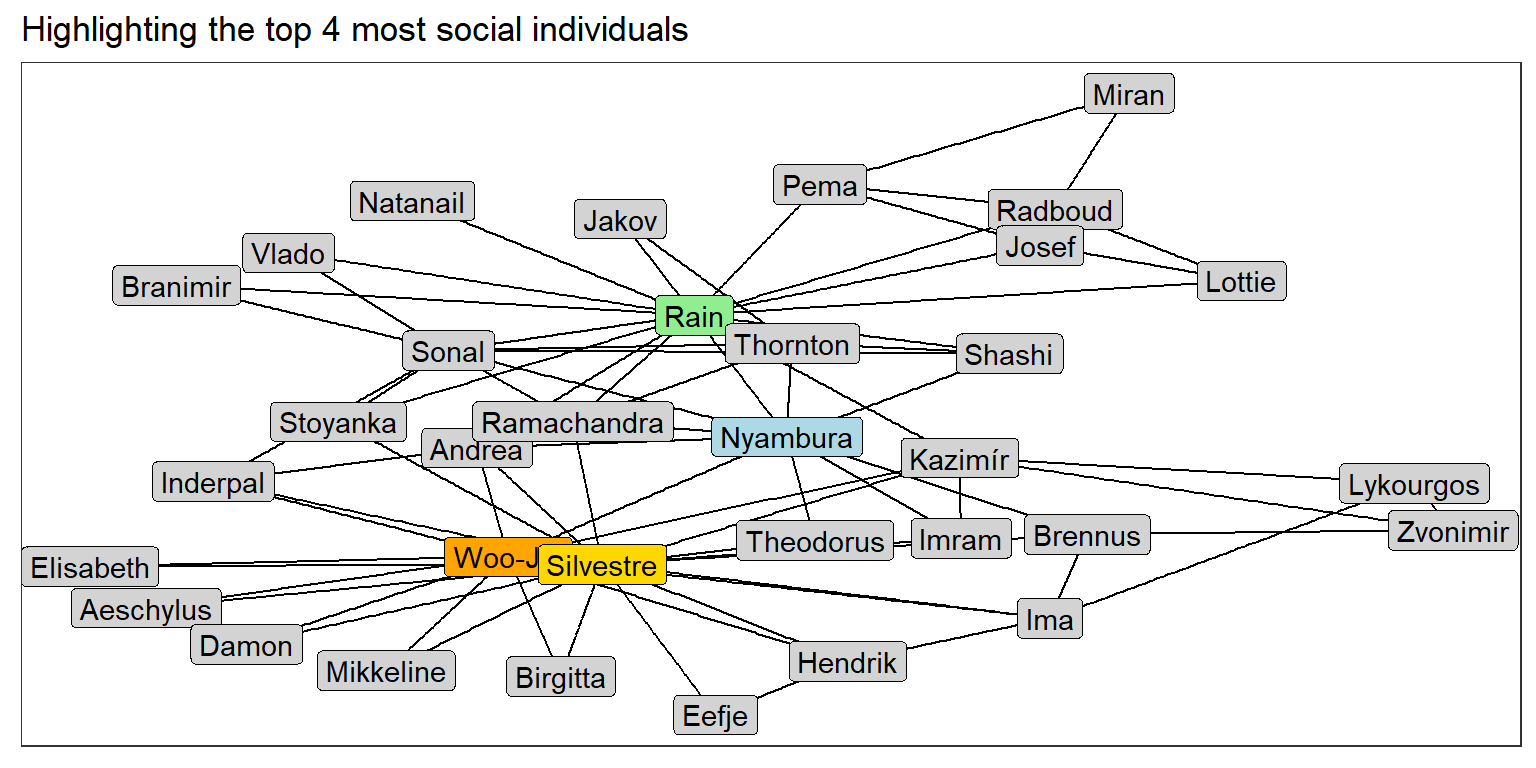 Highlighting the top 4 most social individuals
Miran
Pema
Natanail
Radboud
Jakov
Josef
Vlado
Lottie
Branimir
Rain
Thornton
Sonal
Shashi
Stoyanka
Ramachandra
Nyambura
Andrea
Kazimír
Inderpal
Lykourgos
Zvonimir
Theodorus
Imram
Brennus
Woo-J
Silvestre
Elisabeth
Aeschylus
Ima
Damon
Hendrik
Mikkeline
Birgitta
Eefje